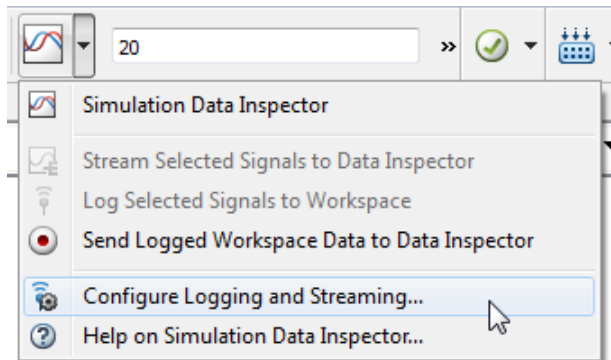 20 »
Simulation Data Inspector
Stream Selected Signals to Data Inspector
Log Selected Signals to Workspace
Send Logged Workspace Data to Data Inspector
Configure Logging and Streaming...
Help on Simulation Data Inspector...